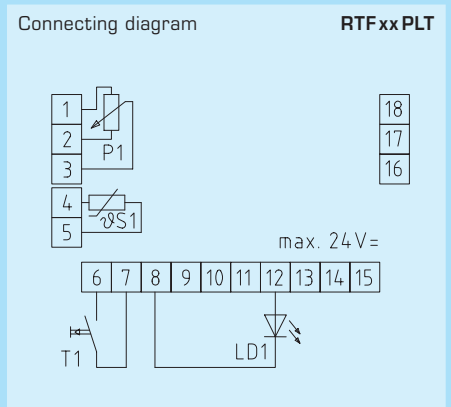 Connecting diagram RTF xx PLT
1 18
2 17
P1
3 16
4
ϑS1
5
max. 24V=
6 7 8 9 10 11 12 13 14 15
T1 LD1